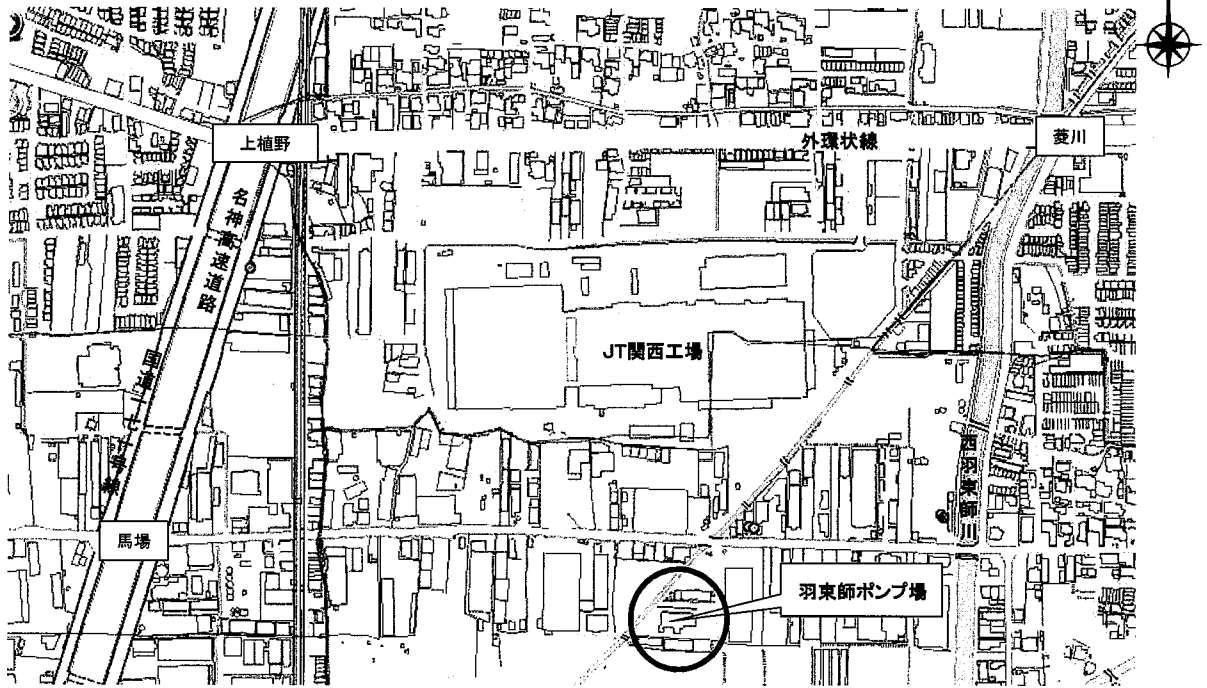 上植野
外環状線
菱川
名神高速道路
JT関西工場
国道一七一号線
西羽束師川
馬場
羽束師ポンプ場